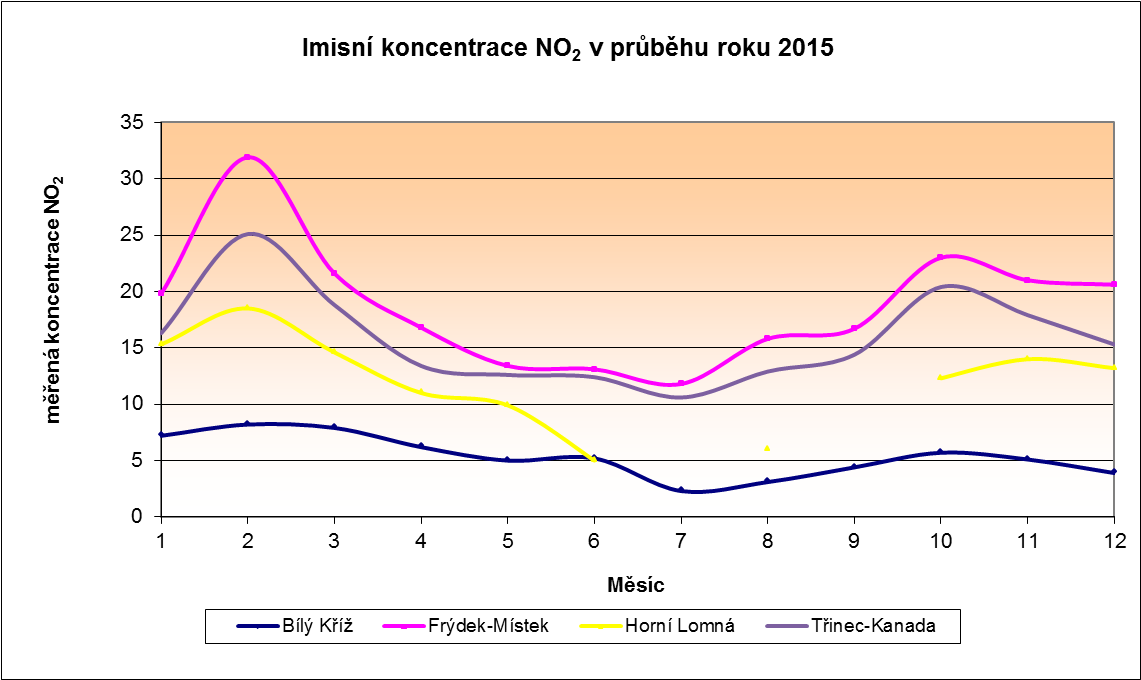 Imisní koncentrace NO2 v průběhu roku 2015
měřená koncentrace NO2
35
30
25
20
15
10
5
0
1 2 3 4 5 6 7 8 9 10 11 12
Měsíc
Bílý Kříž Frýdek-Místek Horní Lomná Třinec-Kanada